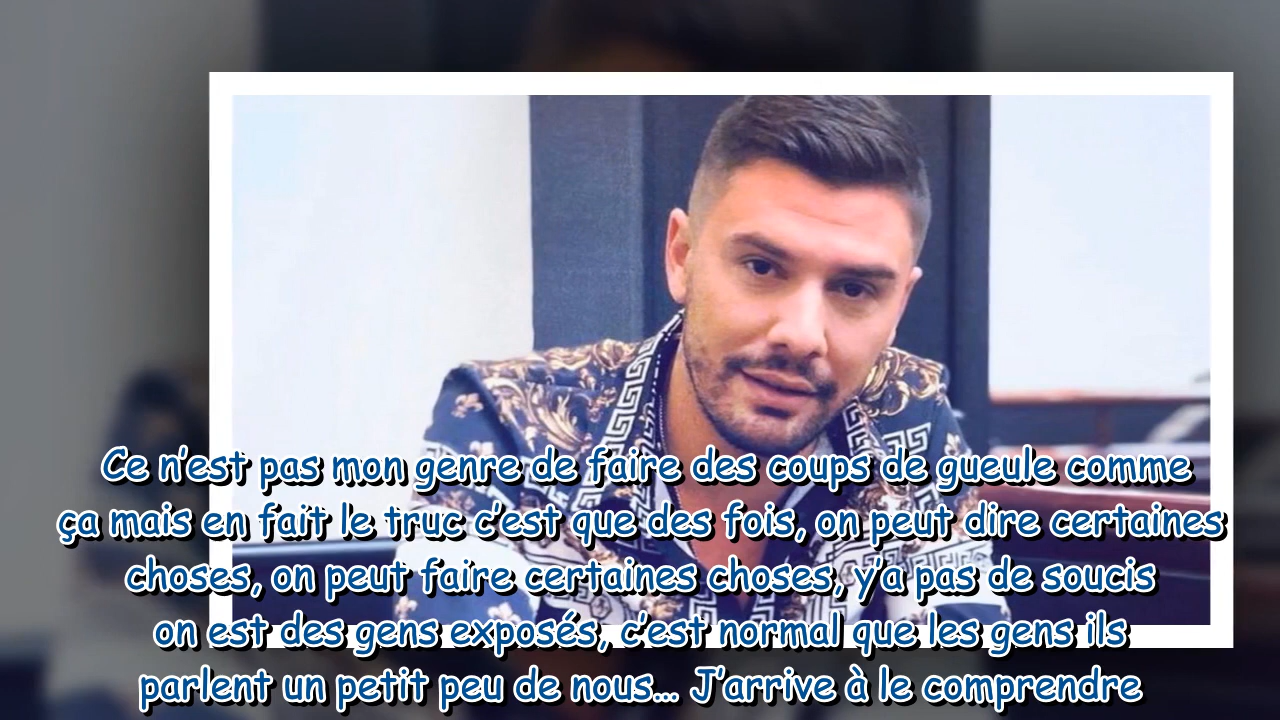 Ce n'est pas mon genre de faire des coups de gueule comme
ça mais en fait le truc c'est que des fois, on peut dire certaines
choses, on peut faire certaines choses, y'a pas de soucis
on est des gens exposés, c'est normal que les gens ils
parlent un petit peu de nous... J'arrive à le comprendre